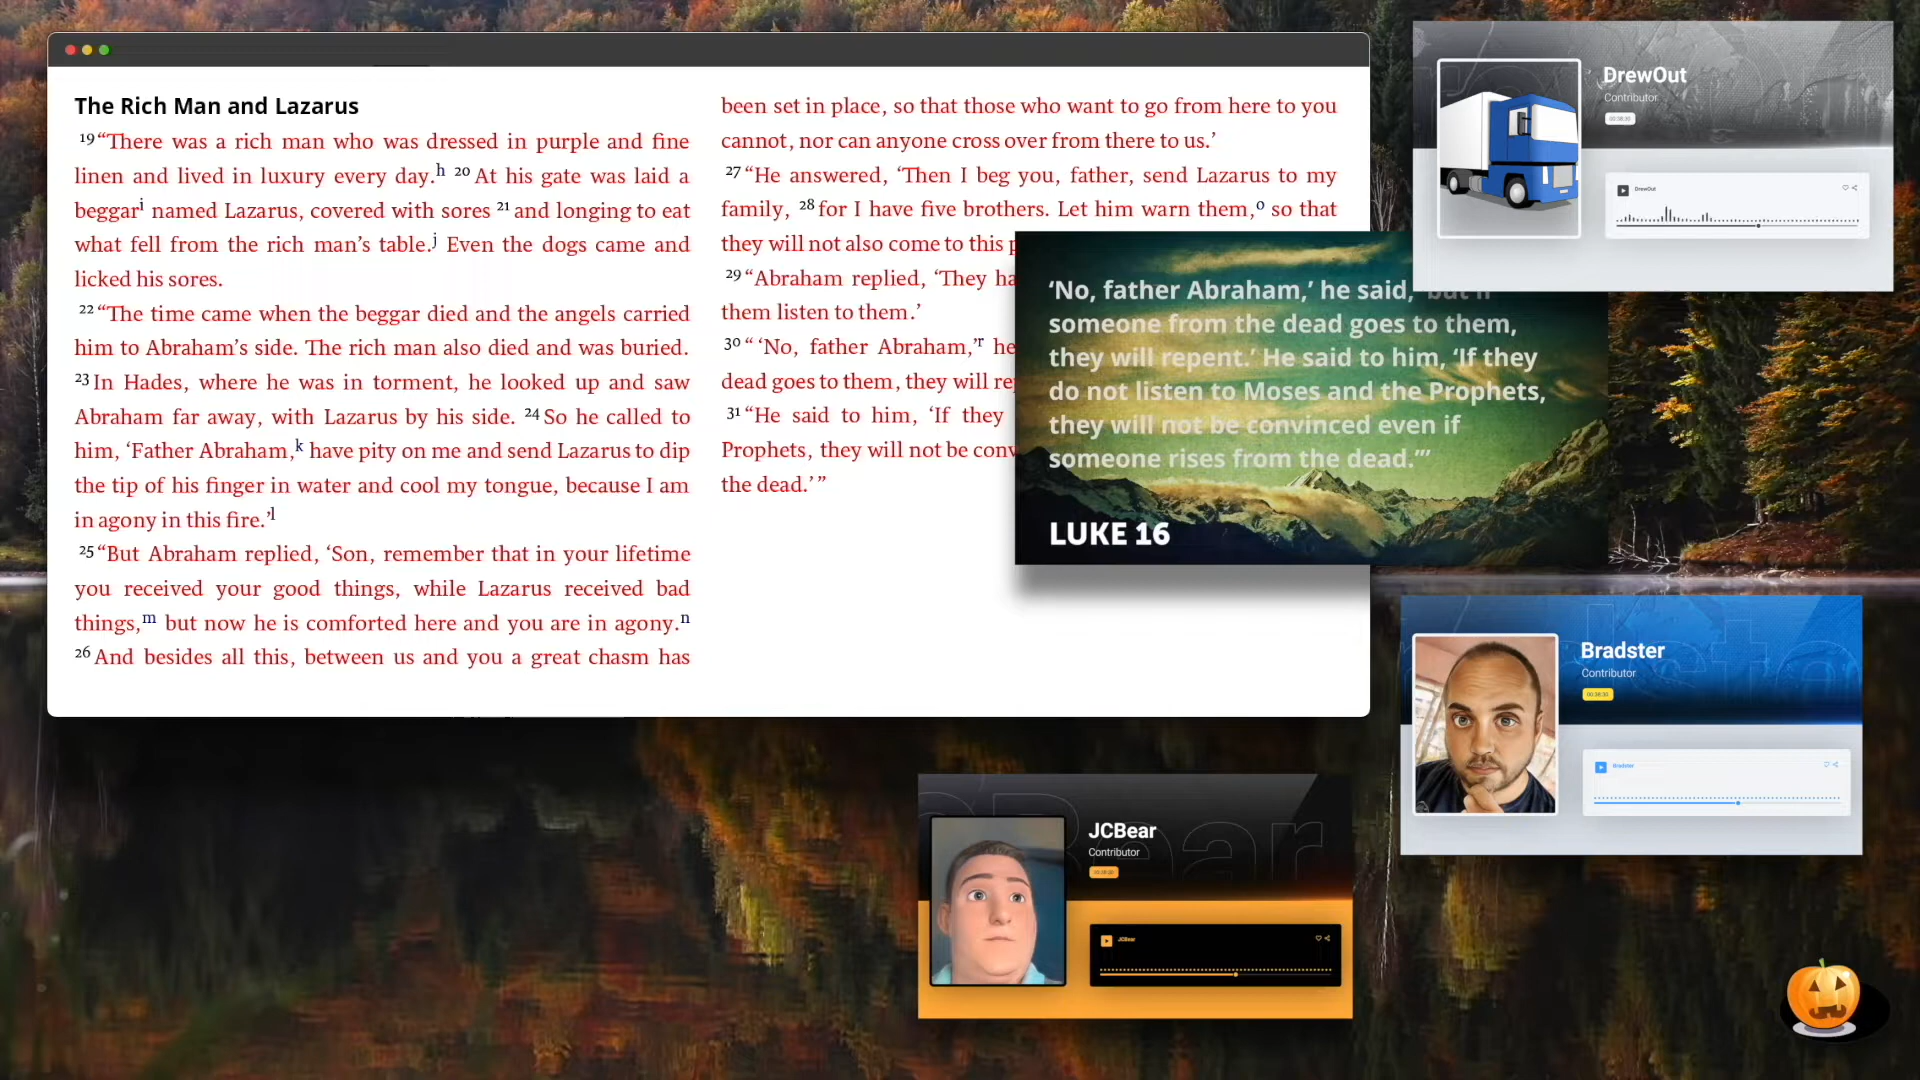 The Rich Man and Lazarus
19 “There was a rich man who was dressed in purple and fine
linen and lived in luxury every day.h 20 At his gate was laid a
beggari named Lazarus, covered with sores 21 and longing to eat
what fell from the rich man’s table.j Even the dogs came and
licked his sores.
22 “The time came when the beggar died and the angels carried
him to Abraham’s side. The rich man also died and was buried.
23 In Hades, where he was in torment, he looked up and saw
Abraham far away, with Lazarus by his side. 24 So he called to
him, ‘Father Abraham,k have pity on me and send Lazarus to dip
the tip of his finger in water and cool my tongue, because I am
in agony in this fire.’l
25 “But Abraham replied, ‘Son, remember that in your lifetime
you received your good things, while Lazarus received bad
things,m but now he is comforted here and you are in agony.n
26 And besides all this, between us and you a great chasm has
been set in place, so that those who want to go from here to you
cannot, nor can anyone cross over from there to us.’
27 “He answered, ‘Then I beg you, father, send Lazarus to my
family, 28 for I have five brothers. Let him warn them,o so that
they will not also come to this
29 “Abraham replied, ‘They
them listen to them.’
30 “ ‘No, father Abraham,’r he
dead goes to them, they will
31 “He said to him, ‘If they
Prophets, they will not be
the dead.’ ”
‘No, father Abraham,’ he said, ‘but if
someone from the dead goes to them,
they will repent.’ He said to him, ‘If they
do not listen to Moses and the Prophets,
they will not be convinced even if
someone rises from the dead.’”
LUKE 16
DrewOut
Contributor
00:38:30
DrewOut
Bradster
Contributor
00:38:30
Bradster
JCBear
Contributor
00:38:30
JCBear